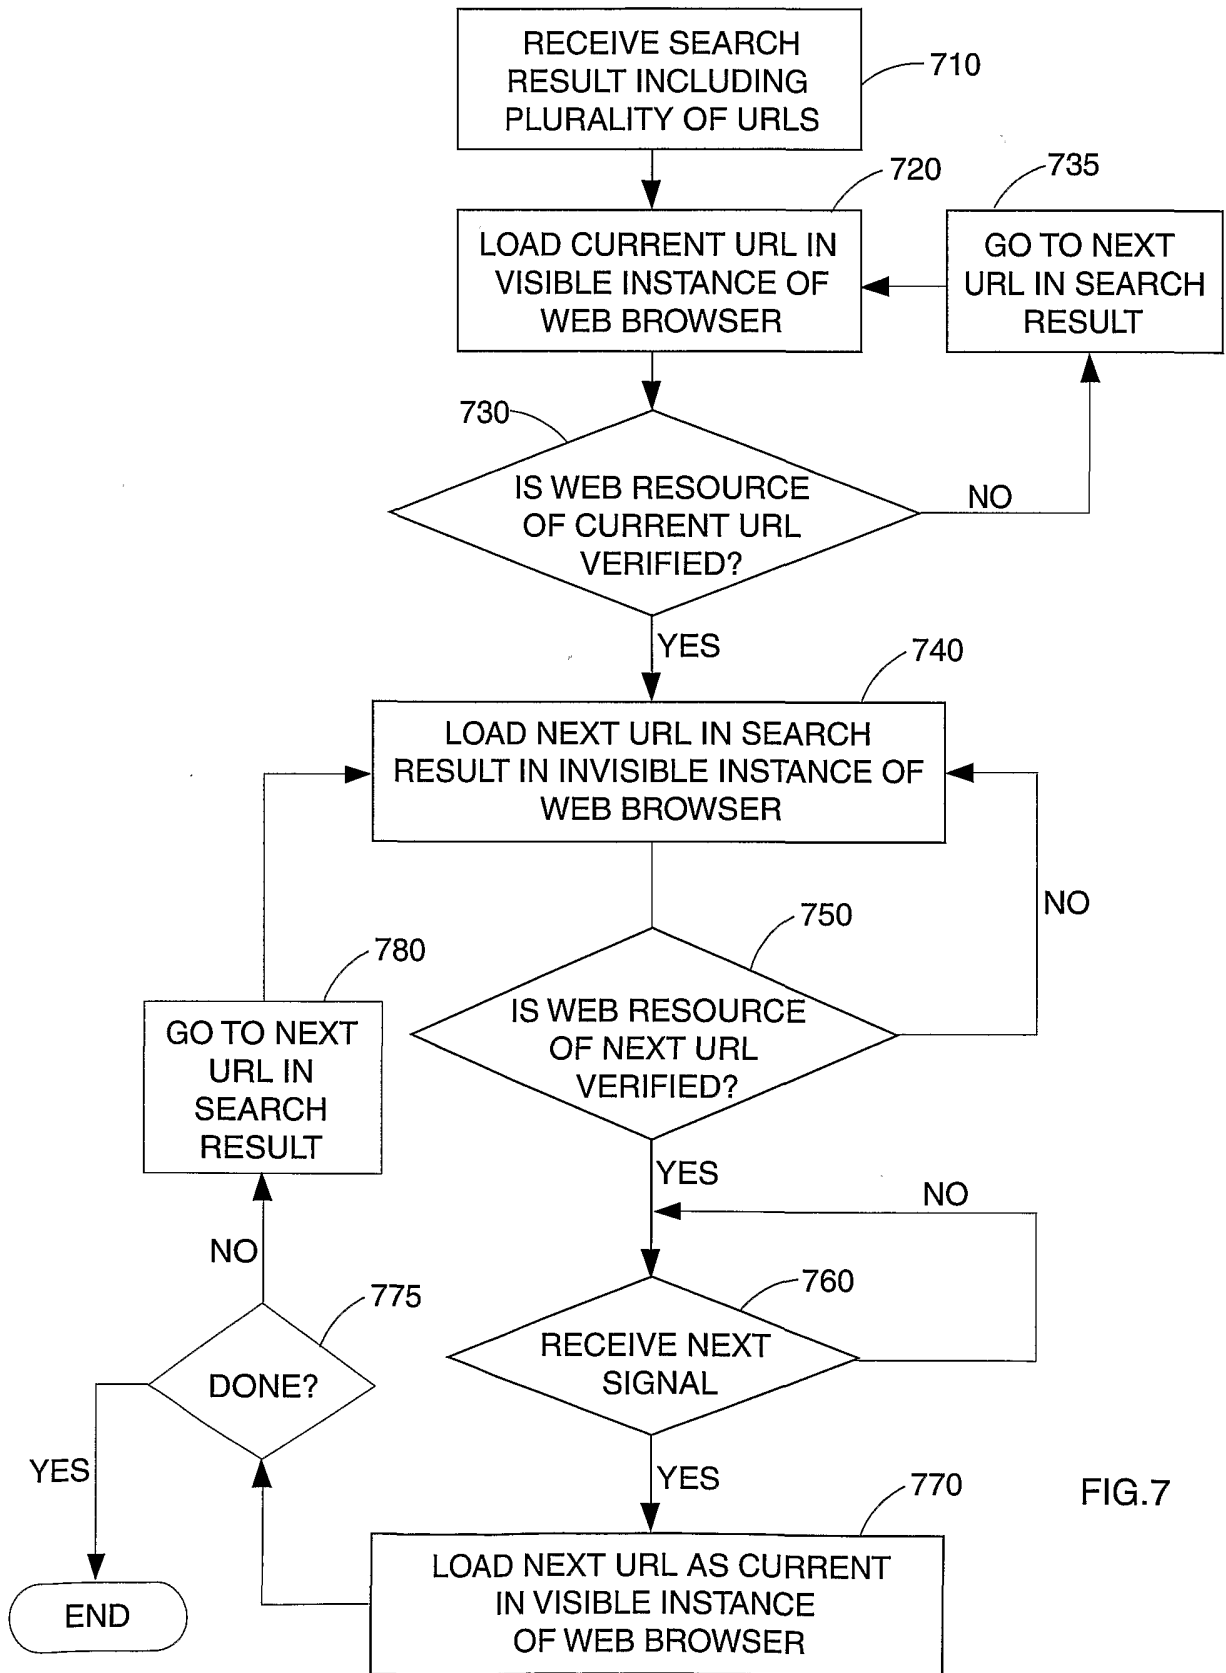 RECEIVE SEARCH
RESULT INCLUDING
PLURALITY OF URLS
710
720
735
LOAD CURRENT URL IN
VISIBLE INSTANCE OF
WEB BROWSER
GO TO NEXT
URL IN SEARCH
RESULT
730
IS WEB RESOURCE
OF CURRENT URL
VERIFIED?
NO
YES
740
LOAD NEXT URL IN SEARCH
RESULT IN INVISIBLE INSTANCE OF
WEB BROWSER
NO
750
780
IS WEB RESOURCE
OF NEXT URL
VERIFIED?
GO TO NEXT
URL IN
SEARCH
RESULT
YES
NO
NO
760
775
RECEIVE NEXT
SIGNAL
DONE?
YES
YES
770
FIG.7
LOAD NEXT URL AS CURRENT
IN VISIBLE INSTANCE
OF WEB BROWSER
END